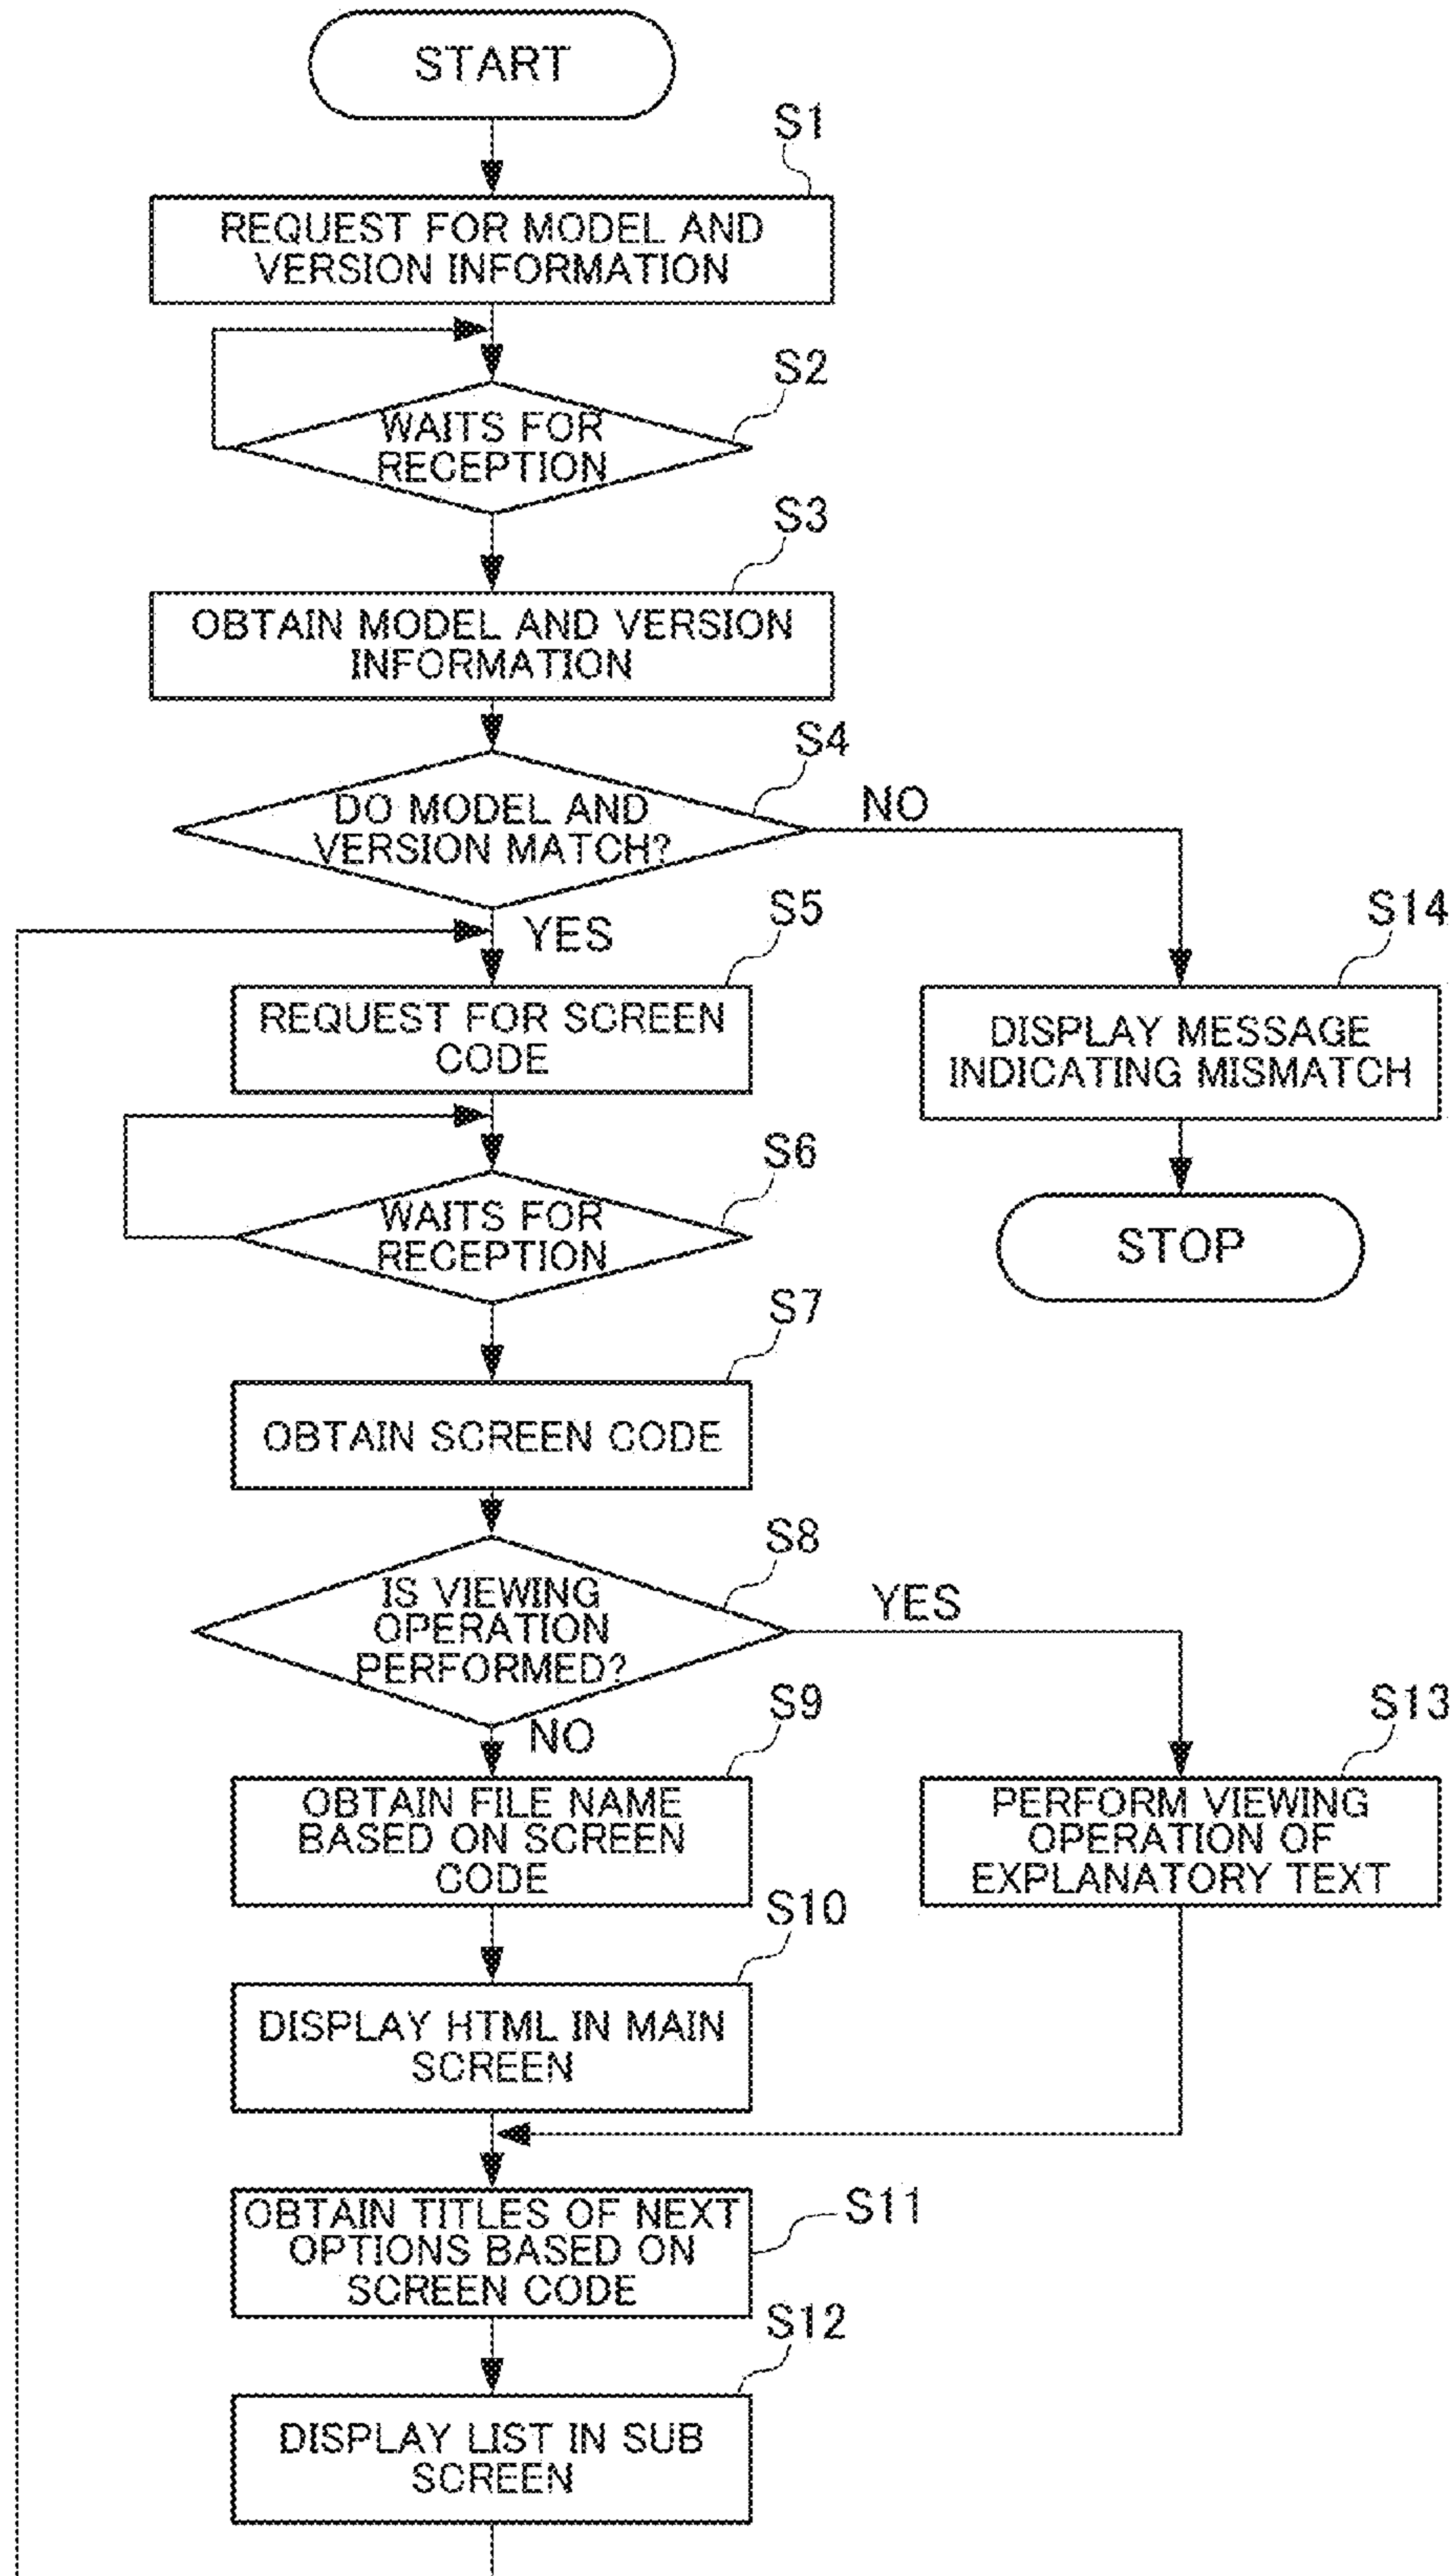 START
S1
REQUEST FOR MODEL AND
VERSION INFORMATION
S2
WAITS FOR
RECEPTION
S3
OBTAIN MODEL AND VERSION
INFORMATION
S4
DO MODEL AND
VERSION MATCH?
NO
YES
S5
REQUEST FOR SCREEN
CODE
S14
DISPLAY MESSAGE
INDICATING MISMATCH
S6
WAITS FOR
RECEPTION
STOP
S7
OBTAIN SCREEN CODE
S8
IS VIEWING
OPERATION
PERFORMED?
YES
NO
S9
OBTAIN FILE NAME
BASED ON SCREEN
CODE
S13
PERFORM VIEWING
OPERATION OF
EXPLANATORY TEXT
S10
DISPLAY HTML IN MAIN
SCREEN
S11
OBTAIN TITLES OF NEXT
OPTIONS BASED ON
SCREEN CODE
S12
DISPLAY LIST IN SUB
SCREEN